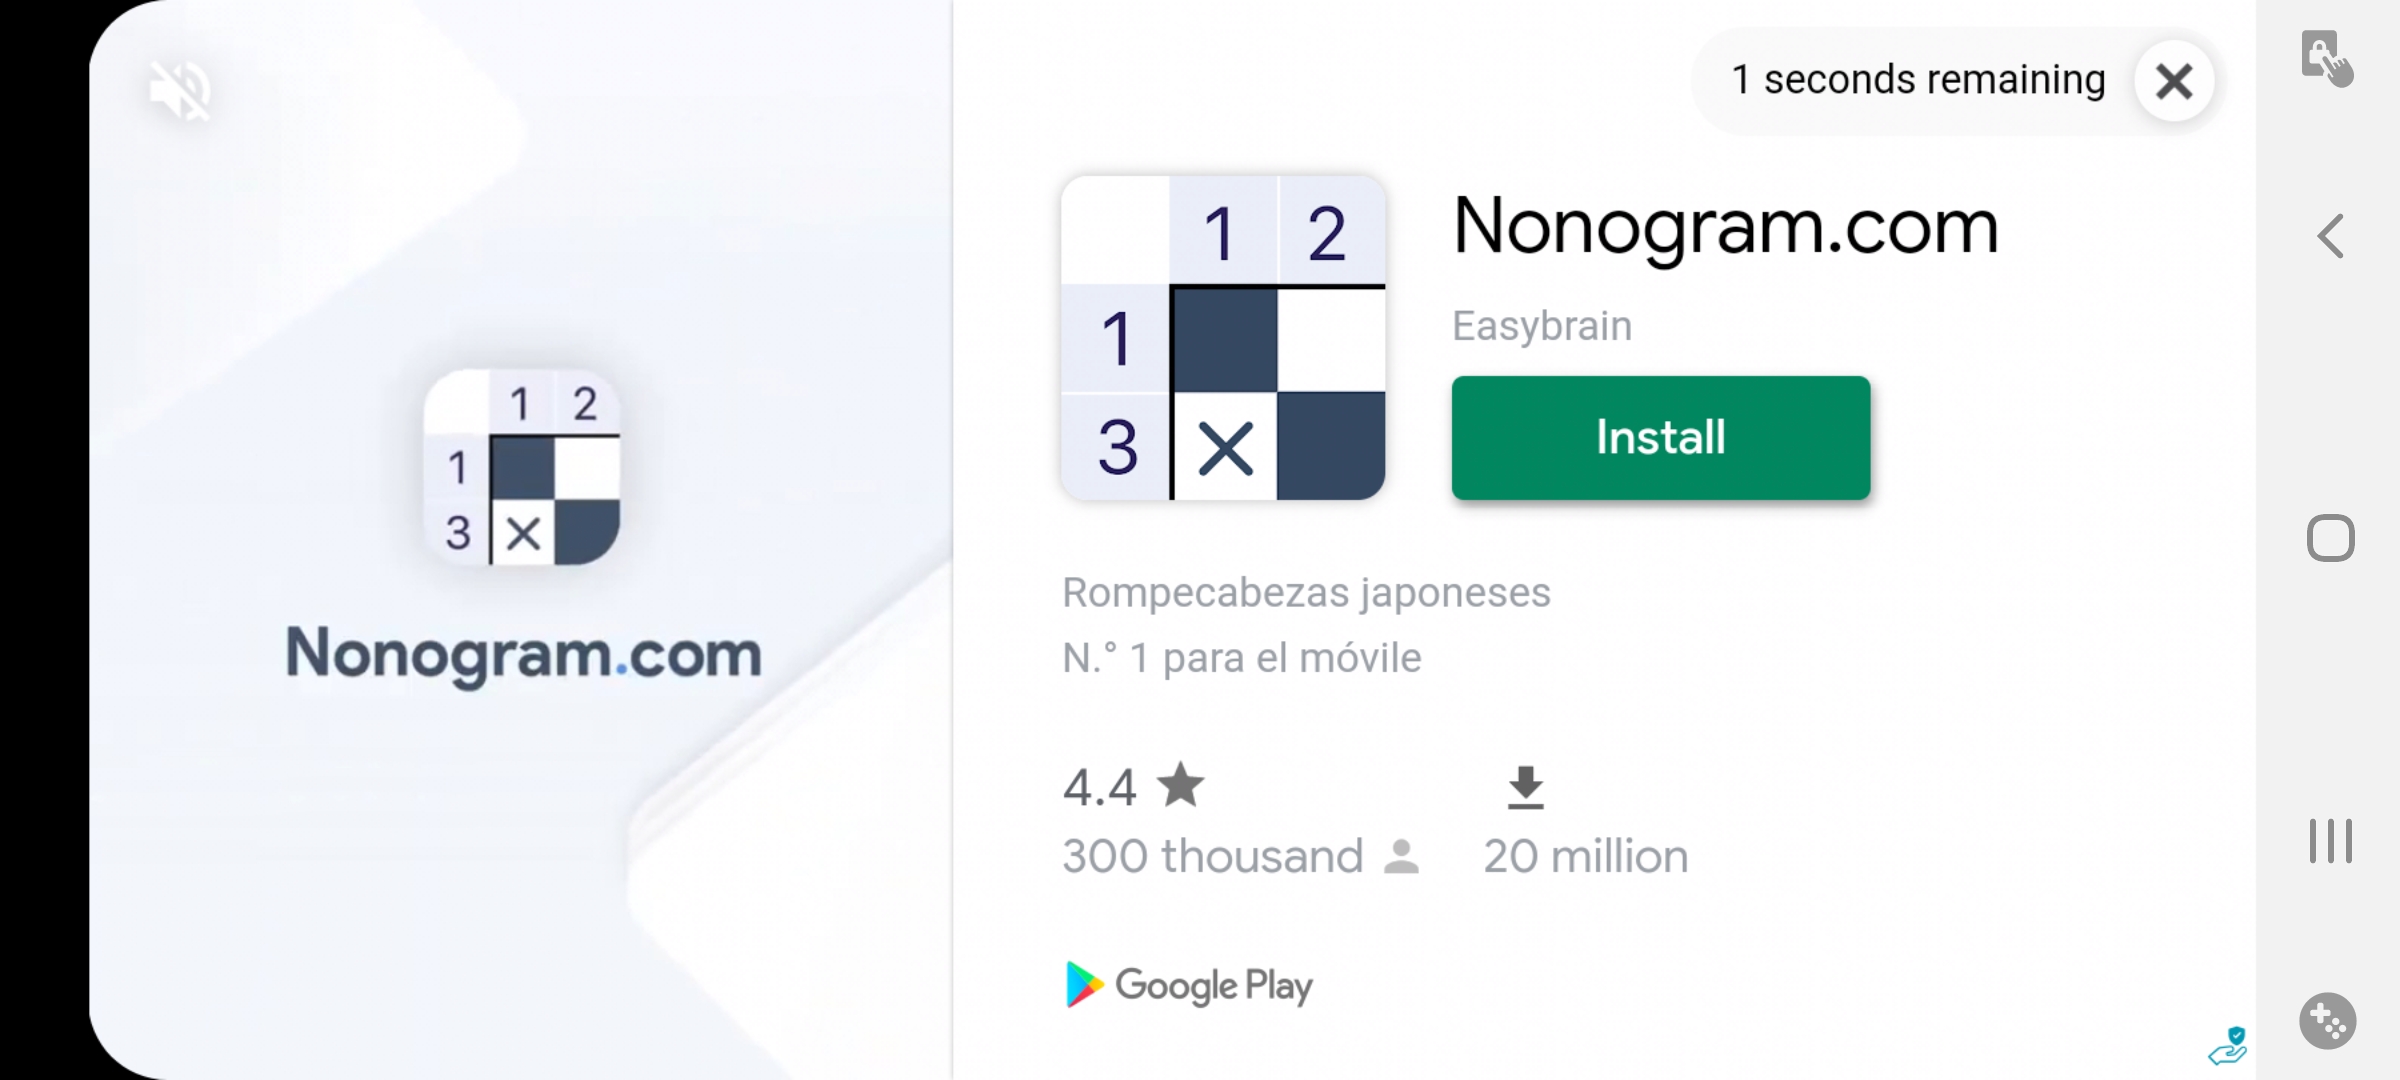 1 2
1
3
Nonogram.com
1 seconds remaining
1 2
1
3
Nonogram.com
Easybrain
Install
Rompecabezas japoneses
N.° 1 para el móvile
4.4
300 thousand
20 million
Google Play